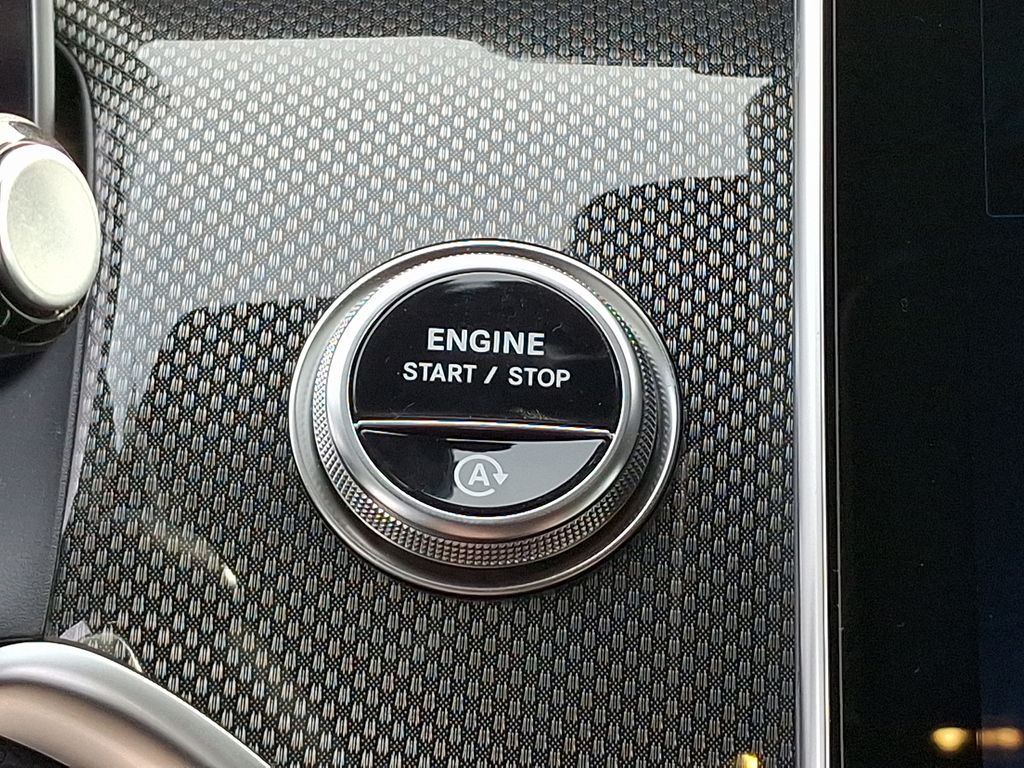 ENGINE
START / STOP
A